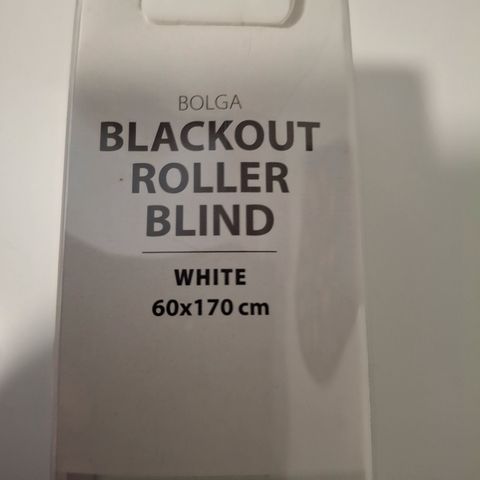 BOLGA
BLACKOUT
ROLLER
BLIND
WHITE
60x170 cm